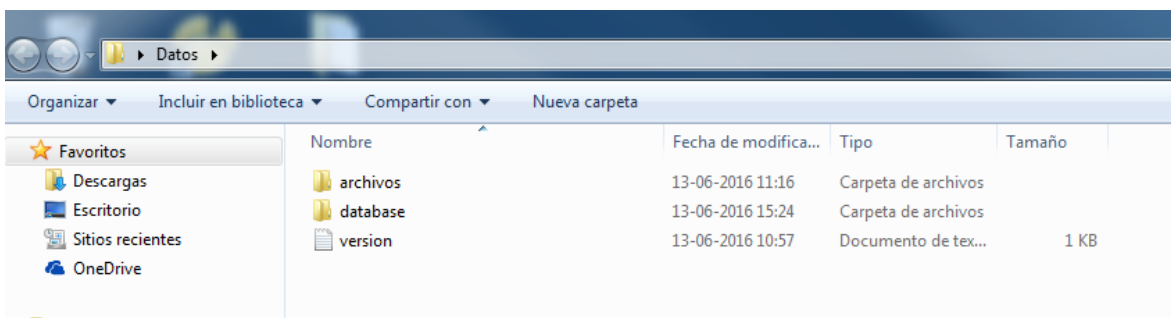 Datos
Organizar Incluir en biblioteca Compartir con Nueva carpeta
Favoritos
Descargas
Escritorio
Sitios recientes
OneDrive
Nombre Fecha de modifica... Tipo Tamaño
archivos 13-06-2016 11:16 Carpeta de archivos
database 13-06-2016 15:24 Carpeta de archivos
version 13-06-2016 10:57 Documento de tex... 1 KB